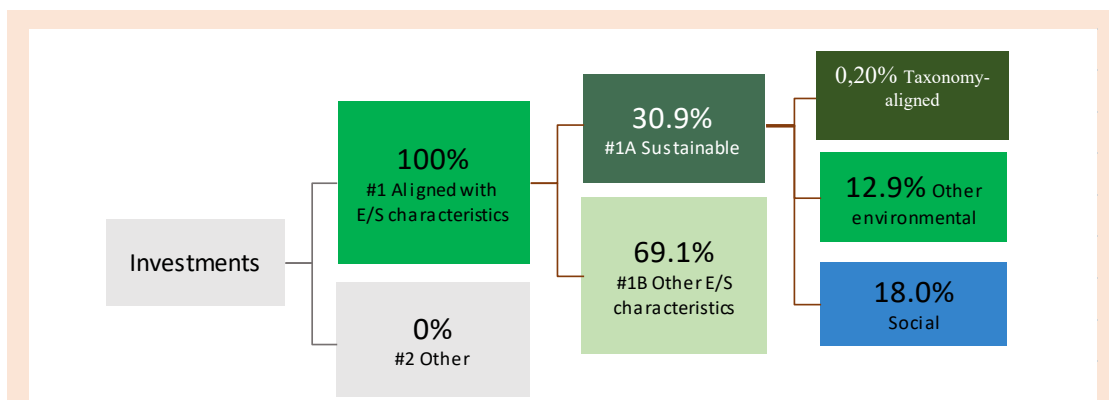 Investments
100%
#1 Aligned with
E/S characteristics
0%
#2 Other
30.9%
#1A Sustainable
69.1%
#1B Other E/S
characteristics
0,20% Taxonomy-
aligned
12.9% Other
environmental
18.0%
Social